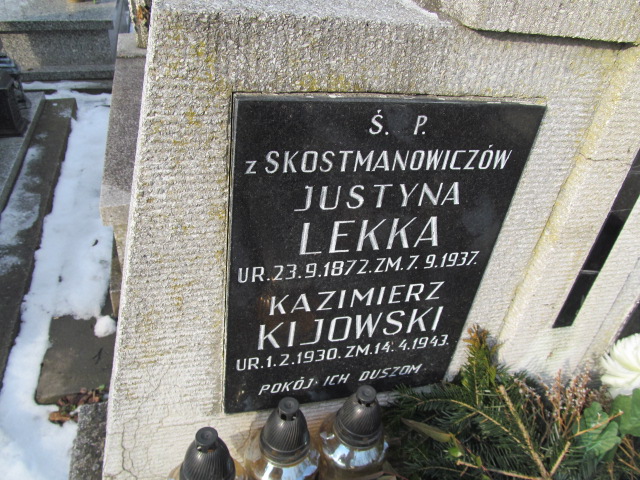 Ś. P.
z SKOSTMANOWICZÓW
JUSTYNA
LEKKA
UR.23.9.1872.ZM.7.9.1937.
KAZIMIERZ
KIJOWSKI
UR.1.2.1930. ZM.14.4.1943.
POKÓJ·ICH DUSZOM·